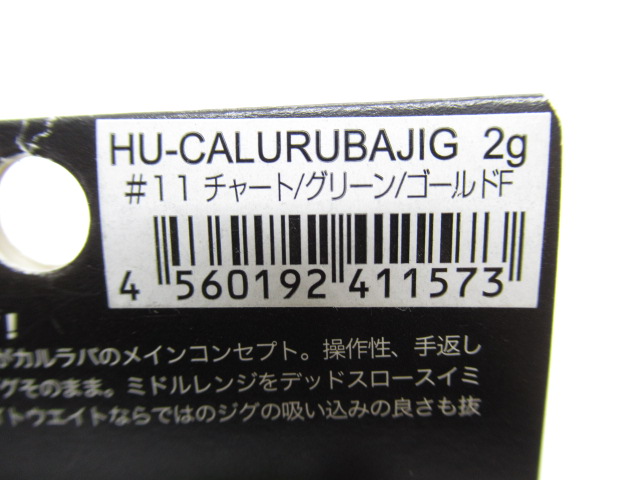 HU-CALURUBAJIG 2g
#11 チャート/グリーン/ゴールドF
4 560192 411573
!
がカルラバのメインコンセプト。操作性、手返し
グそのまま。ミドルレンジをデッドスロースイミ
イトウエイトならではのジグの吸い込みの良さも抜